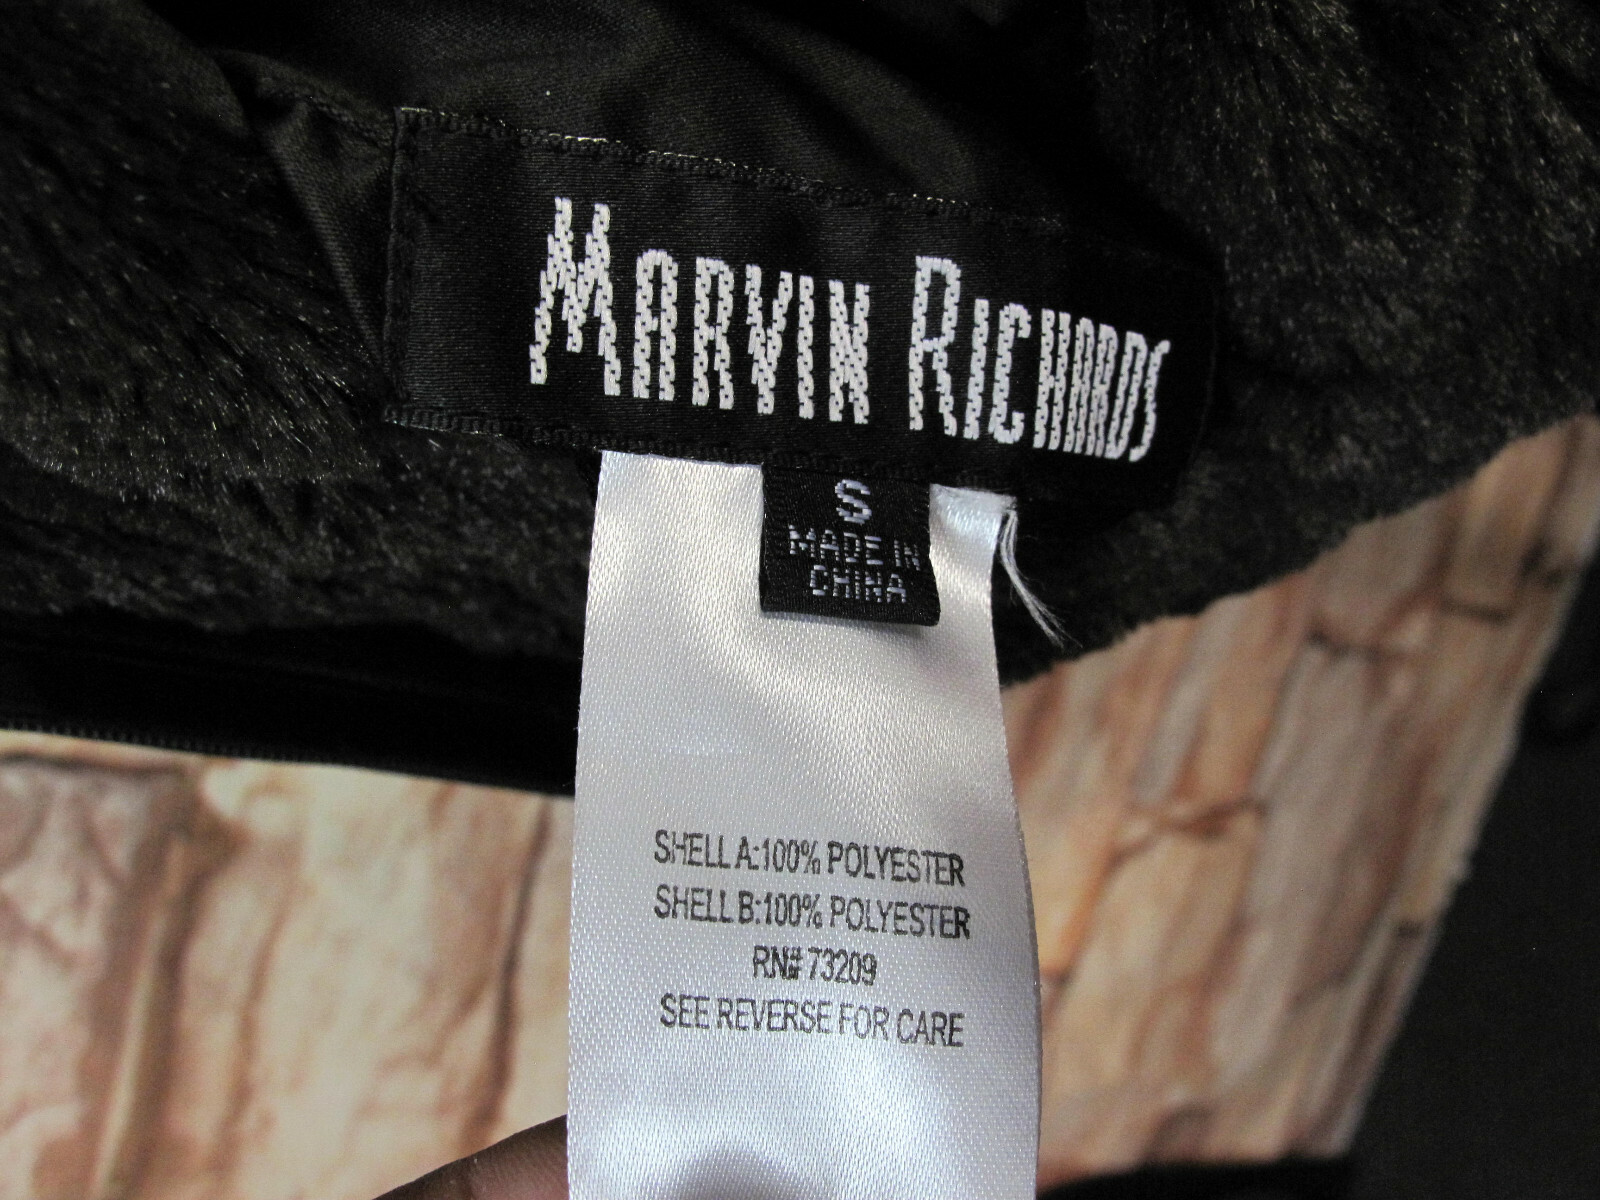 MARVIN RICHARDS
S
MADE IN
CHINA
SHELL A:100% POLYESTER
SHELL B:100% POLYESTER
RN# 73209
SEE REVERSE FOR CARE